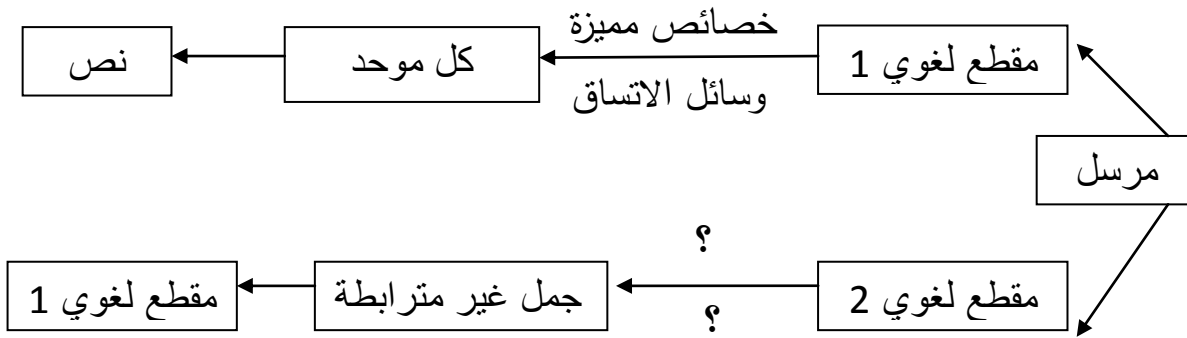 خصائص مميزة
مقطع لغوي 1
كل موحد
نص
وسائل الاتساق
مرسل
؟
مقطع لغوي 2
جمل غير مترابطة
مقطع لغوي 1
؟